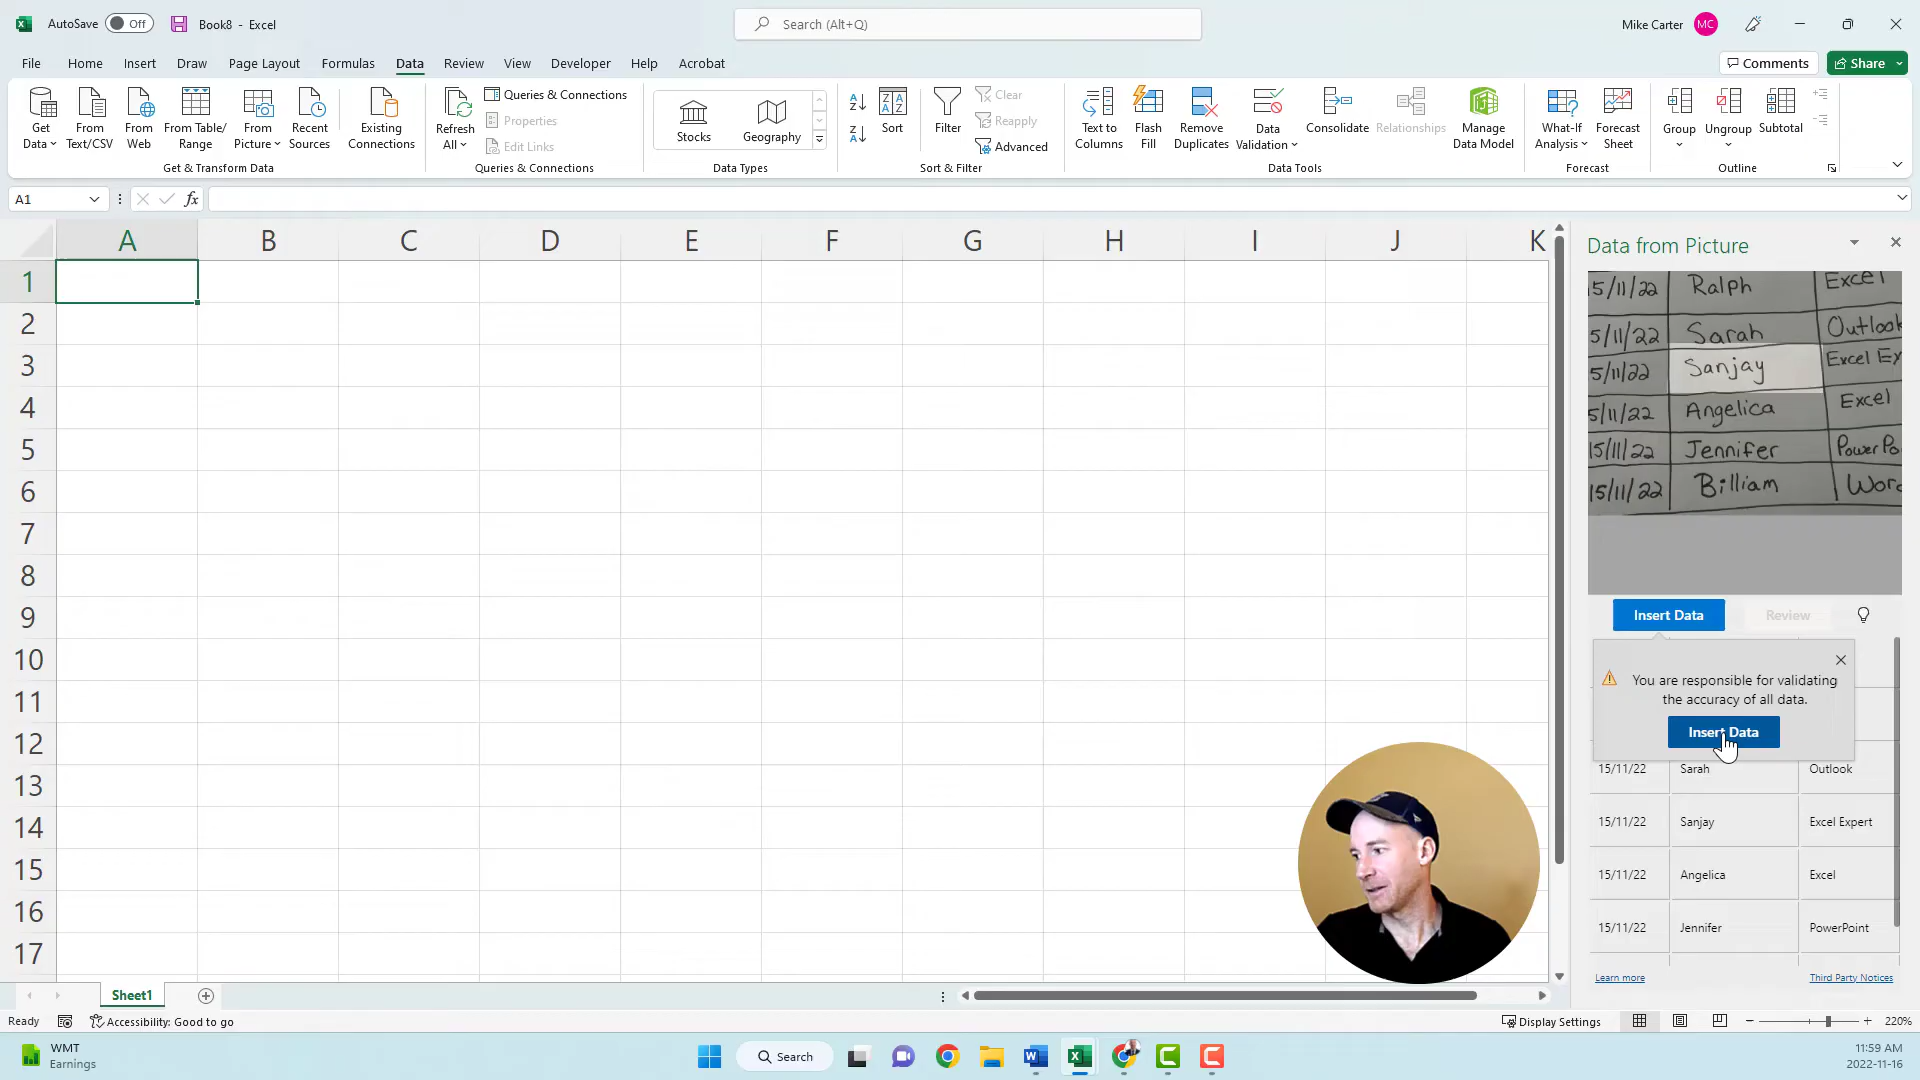 AutoSave Off Book8 - Excel Search (Alt+Q) Mike Carter MC
File Home Insert Draw Page Layout Formulas Data Review View Developer Help Acrobat Comments Share
Get Data From Text/CSV From Web From Table/Range From Picture Recent Sources Existing Connections
Get & Transform Data
Refresh All Queries & Connections
Properties
Edit Links
Queries & Connections
Stocks Geography
Data Types
Sort Filter Clear
Reapply
Advanced
Sort & Filter
Text to Columns Flash Fill Remove Duplicates Data Validation Consolidate Relationships Manage Data Model
Data Tools
What-If Analysis Forecast Sheet
Forecast
Group Ungroup Subtotal
Outline
A1 fx
A B C D E F G H I J K
1
2
3
4
5
6
7
8
9
10
11
12
13
14
15
16
17
Data from Picture
5/11/22 Ralph Excel
5/11/22 Sarah Outlook
5/11/22 Sanjay Excel Ex
5/11/22 Angelica Excel
15/11/22 Jennifer PowerPo
15/11/22 Billiam Word
Insert Data Review
You are responsible for validating
the accuracy of all data.
Insert Data
15/11/22 Sarah Outlook
15/11/22 Sanjay Excel Expert
15/11/22 Angelica Excel
15/11/22 Jennifer PowerPoint
Learn more Third Party Notices
Sheet1
Ready Accessibility: Good to go Display Settings 220%
WMT
Earnings
Search
11:59 AM
2022-11-16